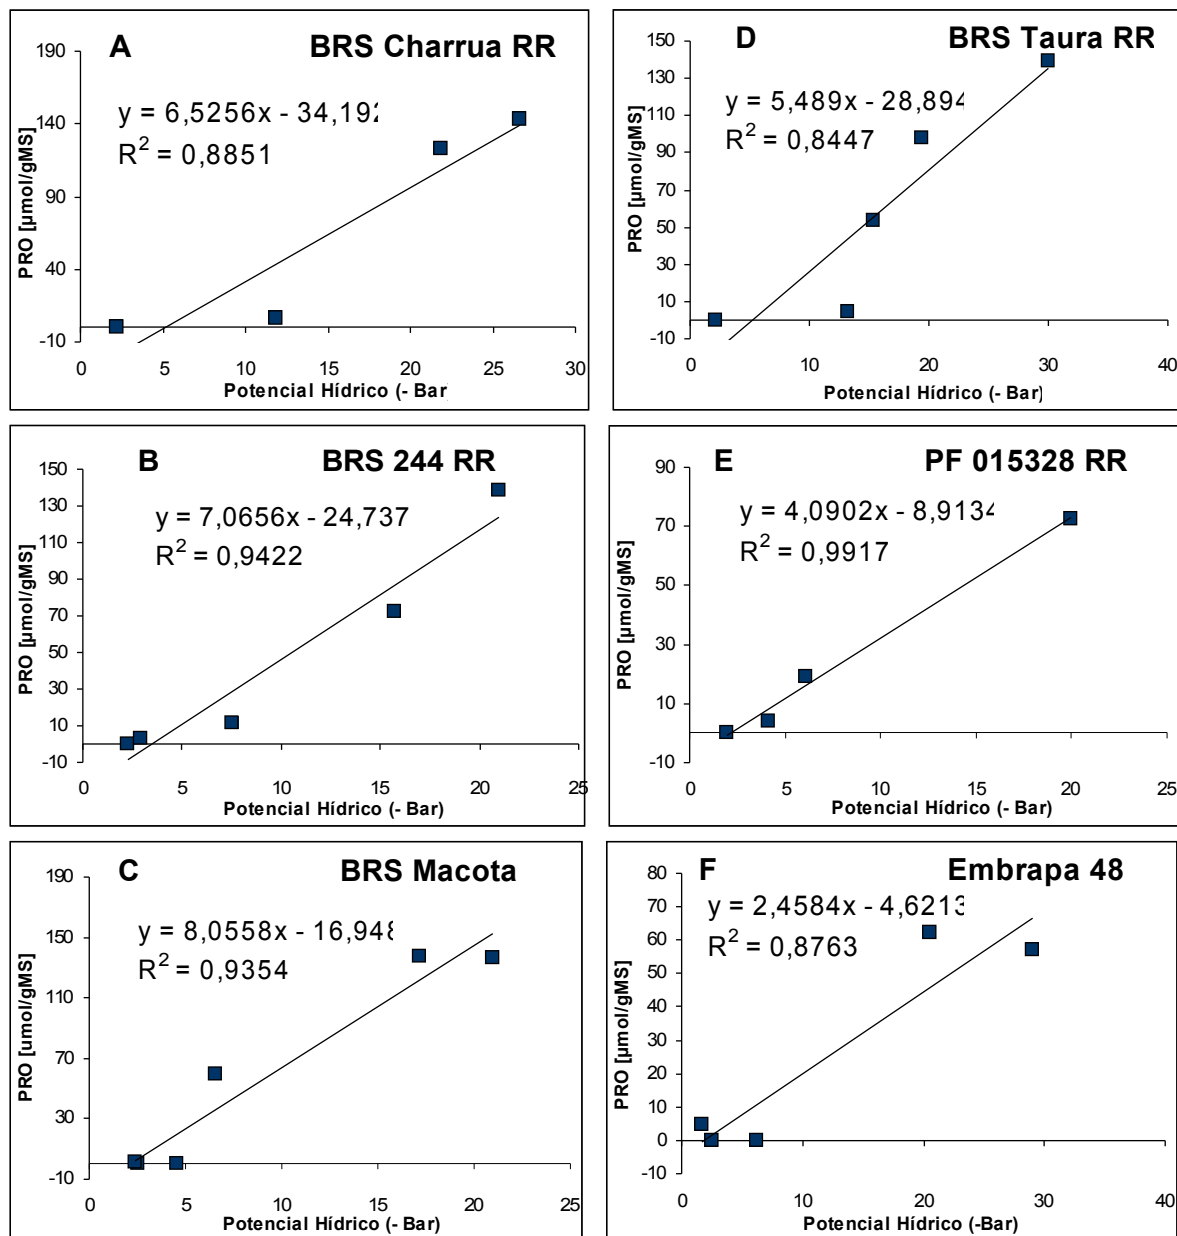 A BRS Charrua RR
y = 6,5256x - 34,192
R² = 0,8851
PRO [µmol/gMS]
190
140
90
40
-10
0 5 10 15 20 25 30
Potencial Hídrico (- Bar
D BRS Taura RR
y = 5,489x - 28,894
R² = 0,8447
PRO [µmol/gMS]
150
130
110
90
70
50
30
10
-10
0 10 20 30 40
Potencial Hídrico (- Bar)
B BRS 244 RR
y = 7,0656x - 24,737
R² = 0,9422
PRO [µmol/gMS]
150
130
110
90
70
50
30
10
-10
0 5 10 15 20 25
Potencial Hídrico (- Bar)
E PF 015328 RR
y = 4,0902x - 8,9134
R² = 0,9917
PRO [µmol/gMS]
90
70
50
30
10
-10
0 5 10 15 20 25
Potencial Hídrico (- Bar)
C BRS Macota
y = 8,0558x - 16,948
R² = 0,9354
PRO [umol/gMS]
190
150
110
70
30
-10
0 5 10 15 20 25
Potencial Hídrico (- Bar)
F Embrapa 48
y = 2,4584x - 4,6213
R² = 0,8763
PRO [µmol/gMS]
80
70
60
50
40
30
20
10
0
-10
0 10 20 30 40
Potencial Hídrico (-Bar)